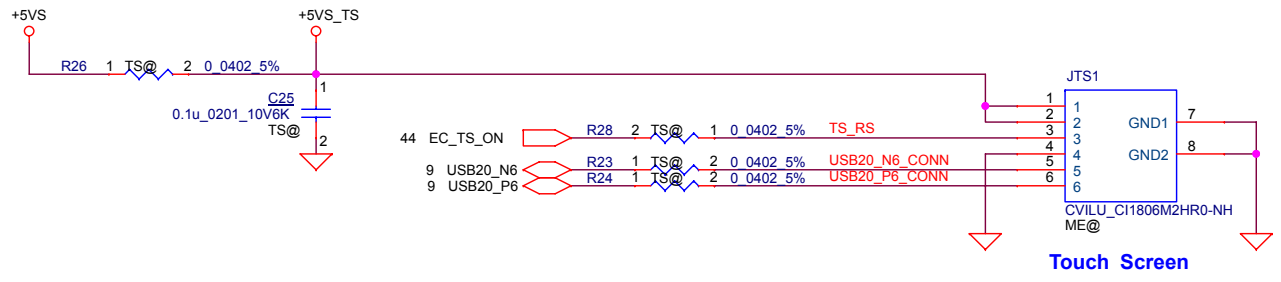 +5VS
+5VS_TS
R26 1 TS@ 2 0_0402_5%
1
C25
0.1u_0201_10V6K
TS@
2
JTS1
1 1
2 2
44 EC_TS_ON R28 2 TS@ 1 0_0402_5% TS_RS 3 3
4 4
9 USB20_N6 R23 1 TS@ 2 0_0402_5% USB20_N6_CONN 5 5
9 USB20_P6 R24 1 TS@ 2 0_0402_5% USB20_P6_CONN 6 6
GND1 7
GND2 8
CVILU_CI1806M2HR0-NH
ME@
Touch Screen